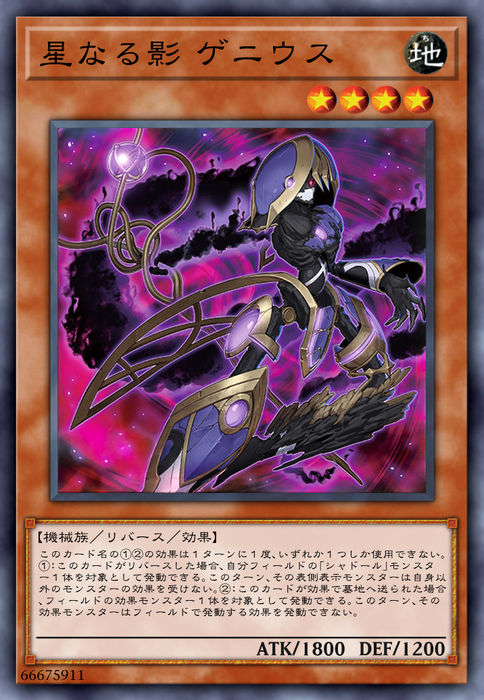 星なる影 ゲニウス
地
【機械族／リバース／効果】
このカード名の①②の効果は１ターンに１度、いずれか１つしか使用できない。
①：このカードがリバースした場合、自分フィールドの「シャドール」モンスタ
ー１体を対象として発動できる。このターン、その表側表示モンスターは自身以
外のモンスターの効果を受けない。②：このカードが効果で墓地へ送られた場合
、フィールドの効果モンスター１体を対象として発動できる。このターン、その
効果モンスターはフィールドで発動する効果を発動できない。
ATK/1800 DEF/1200
66675911